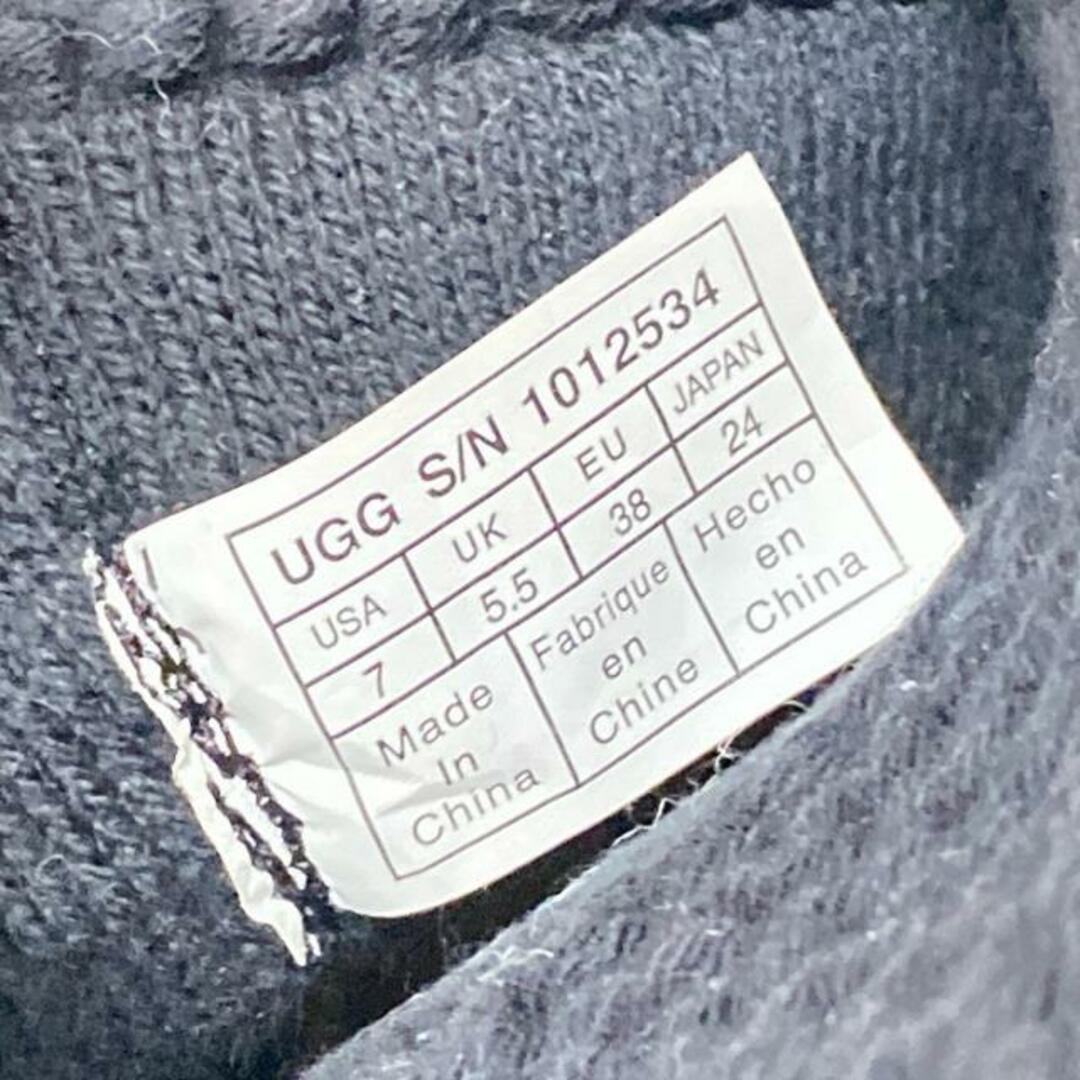 UGG S/N 1012534
USA UK EU JAPAN
7 5.5 38 24
Made
In
China
Fabrique
en
Chine
Hecho
en
China